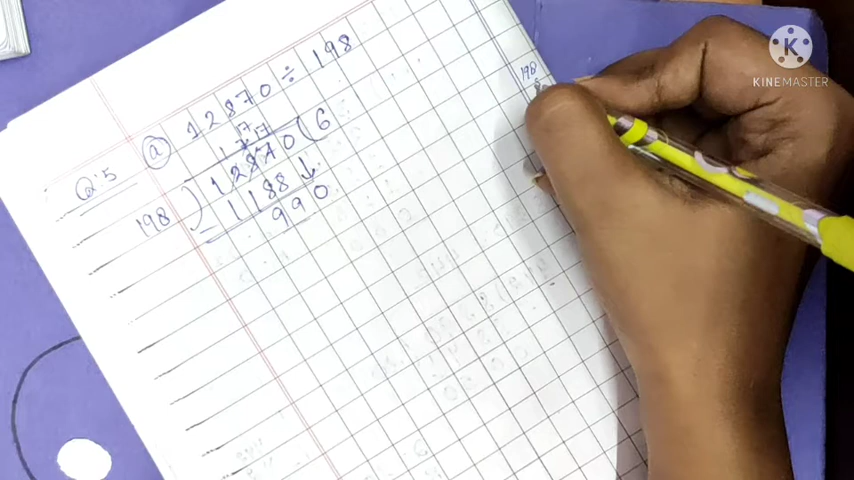 12870 ÷ 198
Q:5 (a)
198 ) 12870 ( 6
- 1188 ↓
990
198
KINEMASTER